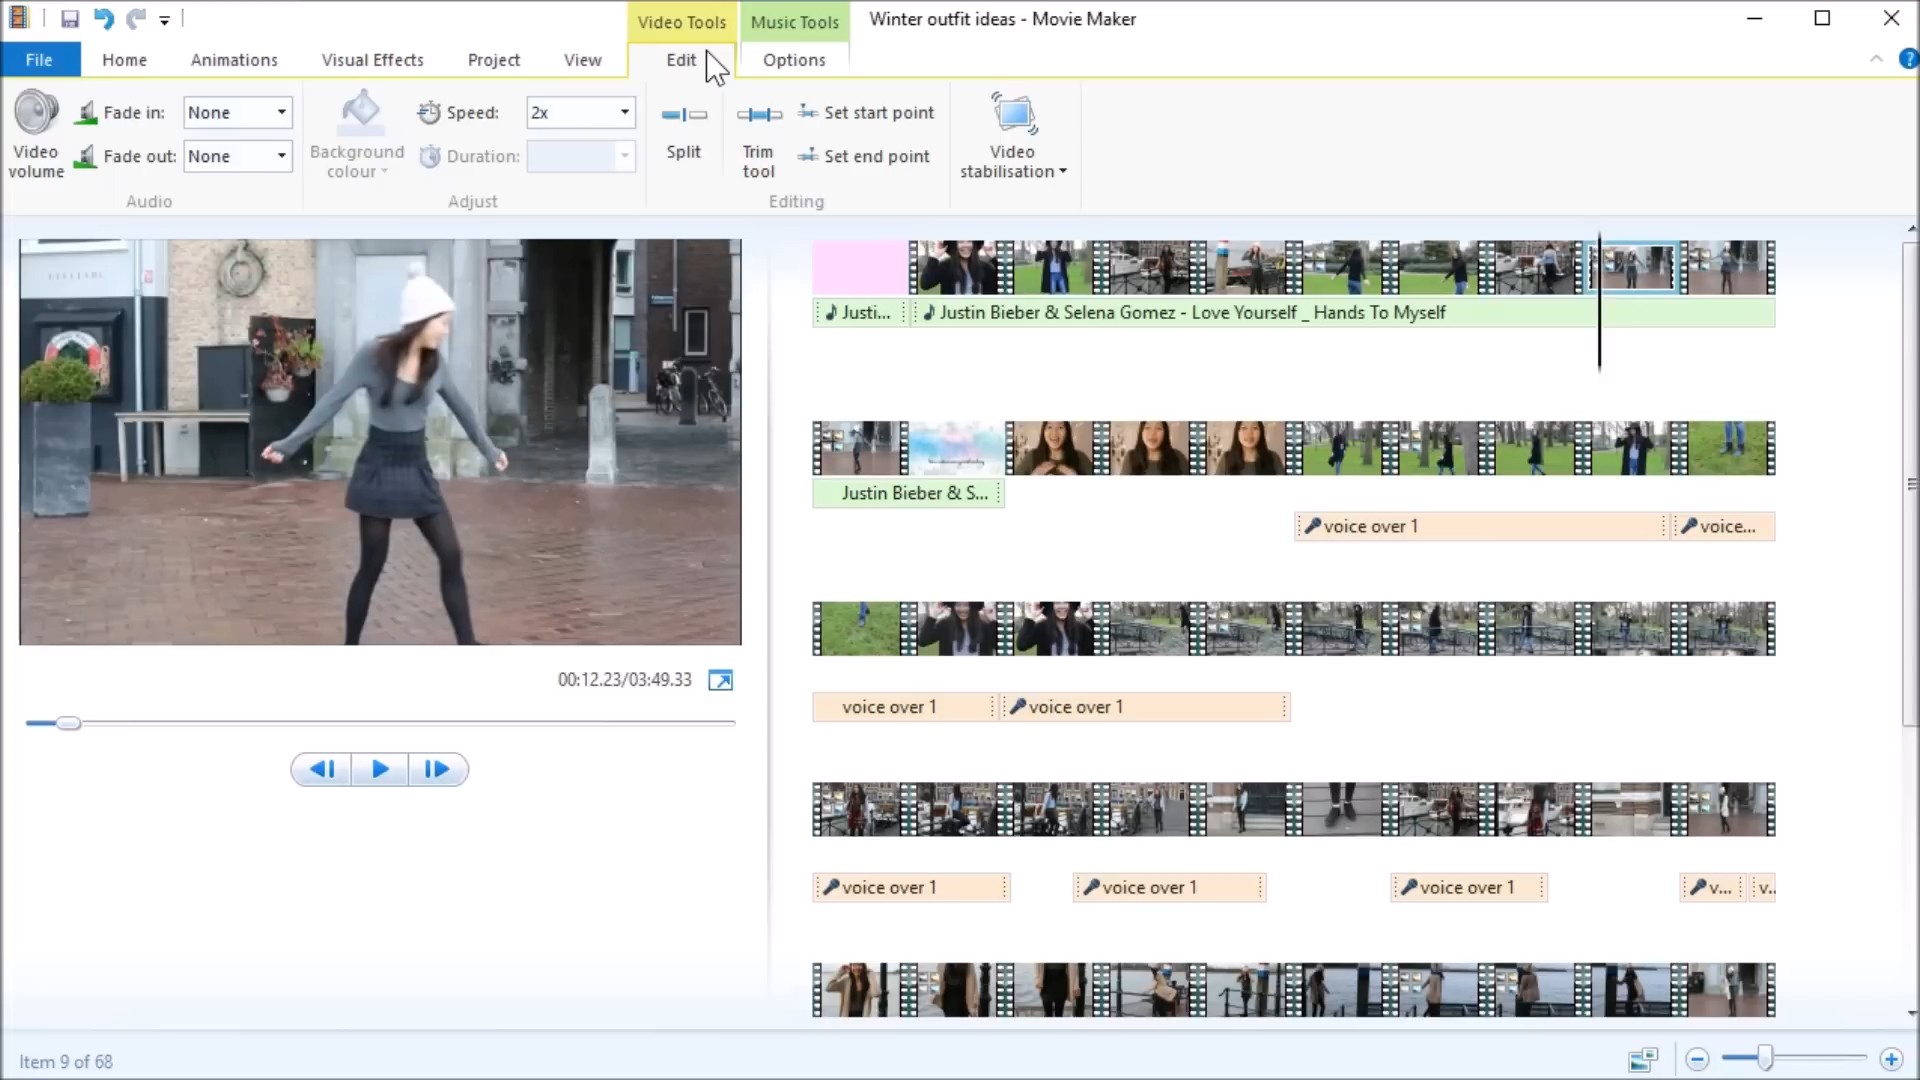 Video Tools
Music Tools
Winter outfit ideas - Movie Maker
File
Home
Animations
Visual Effects
Project
View
Edit
Options
?
Video volume
Fade in:
None
Fade out:
None
Audio
Background colour
Speed:
2x
Duration:
Adjust
Split
Trim tool
Set start point
Set end point
Editing
Video stabilisation
Justi...
Justin Bieber & Selena Gomez - Love Yourself _ Hands To Myself
Justin Bieber & S...
voice over 1
voice...
00:12.23/03:49.33
voice over 1
voice over 1
voice over 1
voice over 1
voice over 1
v...
v..
Item 9 of 68